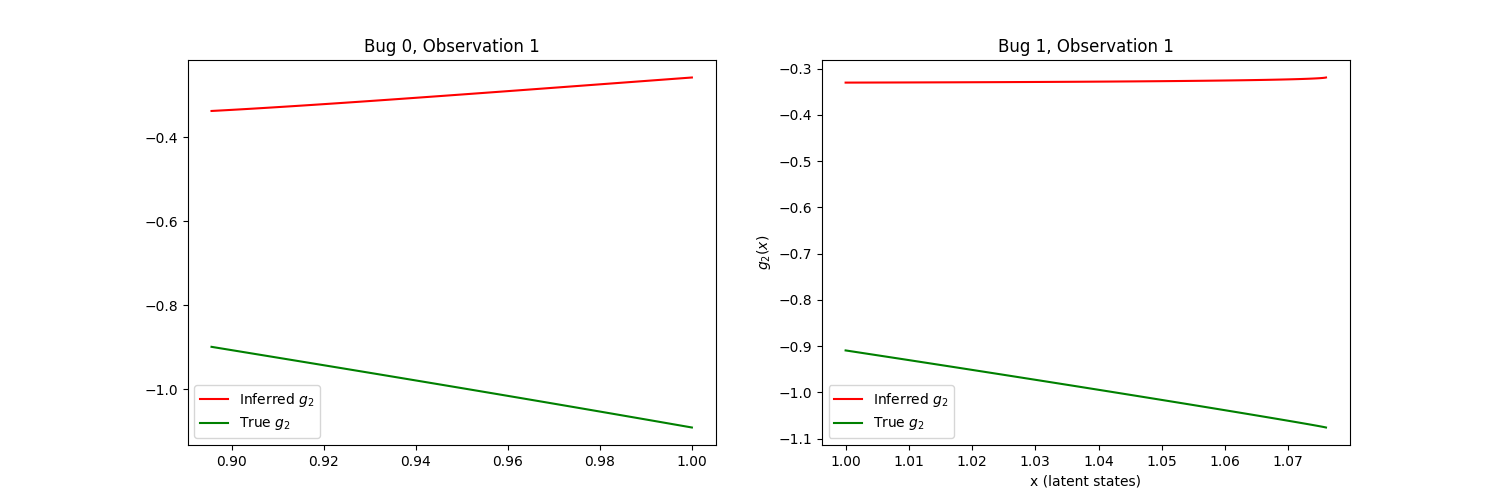 Bug 0, Observation 1
−0.4
−0.6
−0.8
−1.0
Inferred g₂
True g₂
0.90 0.92 0.94 0.96 0.98 1.00
Bug 1, Observation 1
g₂(x)
−0.3
−0.4
−0.5
−0.6
−0.7
−0.8
−0.9
−1.0
−1.1
Inferred g₂
True g₂
1.00 1.01 1.02 1.03 1.04 1.05 1.06 1.07
x (latent states)